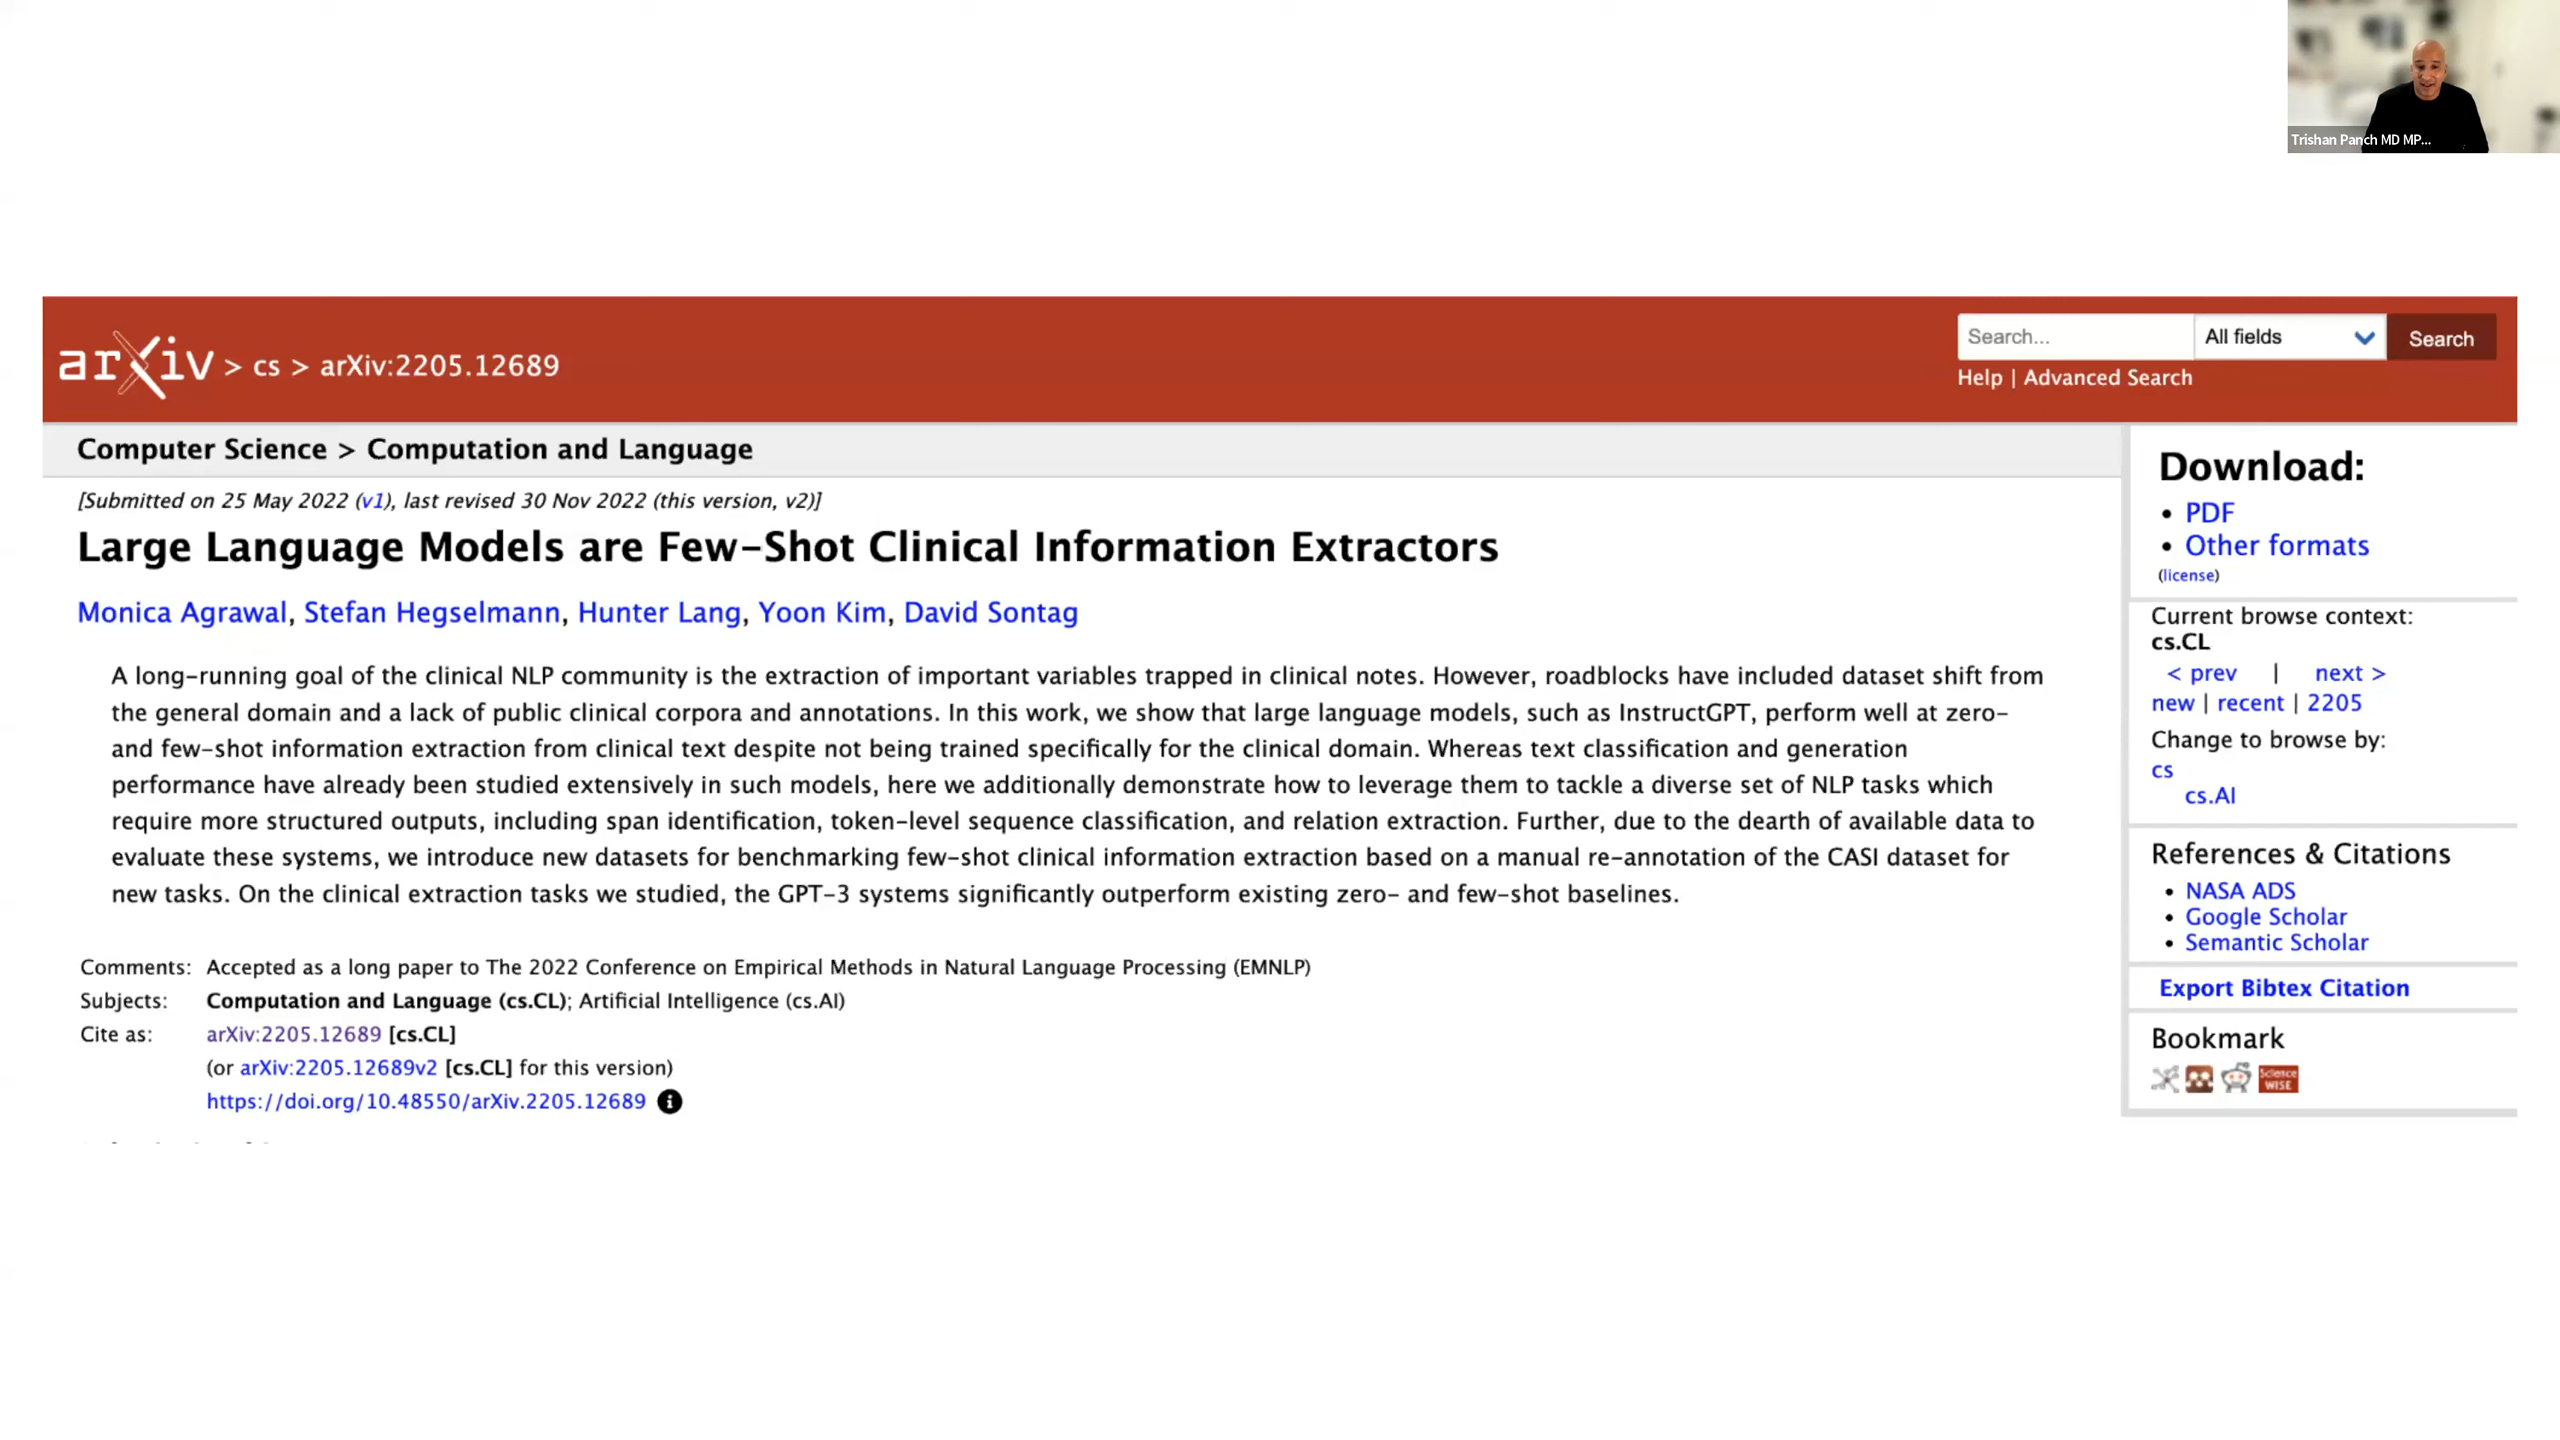 Trishan Panch MD MP...
arXiv > cs > arXiv:2205.12689
Search...
All fields
Search
Help | Advanced Search
Computer Science > Computation and Language
[Submitted on 25 May 2022 (v1), last revised 30 Nov 2022 (this version, v2)]
Large Language Models are Few-Shot Clinical Information Extractors
Monica Agrawal, Stefan Hegselmann, Hunter Lang, Yoon Kim, David Sontag
A long-running goal of the clinical NLP community is the extraction of important variables trapped in clinical notes. However, roadblocks have included dataset shift from
the general domain and a lack of public clinical corpora and annotations. In this work, we show that large language models, such as InstructGPT, perform well at zero-
and few-shot information extraction from clinical text despite not being trained specifically for the clinical domain. Whereas text classification and generation
performance have already been studied extensively in such models, here we additionally demonstrate how to leverage them to tackle a diverse set of NLP tasks which
require more structured outputs, including span identification, token-level sequence classification, and relation extraction. Further, due to the dearth of available data to
evaluate these systems, we introduce new datasets for benchmarking few-shot clinical information extraction based on a manual re-annotation of the CASI dataset for
new tasks. On the clinical extraction tasks we studied, the GPT-3 systems significantly outperform existing zero- and few-shot baselines.
Comments: Accepted as a long paper to The 2022 Conference on Empirical Methods in Natural Language Processing (EMNLP)
Subjects: Computation and Language (cs.CL); Artificial Intelligence (cs.AI)
Cite as: arXiv:2205.12689 [cs.CL]
(or arXiv:2205.12689v2 [cs.CL] for this version)
https://doi.org/10.48550/arXiv.2205.12689
Download:
• PDF
• Other formats
(license)
Current browse context:
cs.CL
< prev | next >
new | recent | 2205
Change to browse by:
cs
cs.AI
References & Citations
• NASA ADS
• Google Scholar
• Semantic Scholar
Export Bibtex Citation
Bookmark
Science
WISE